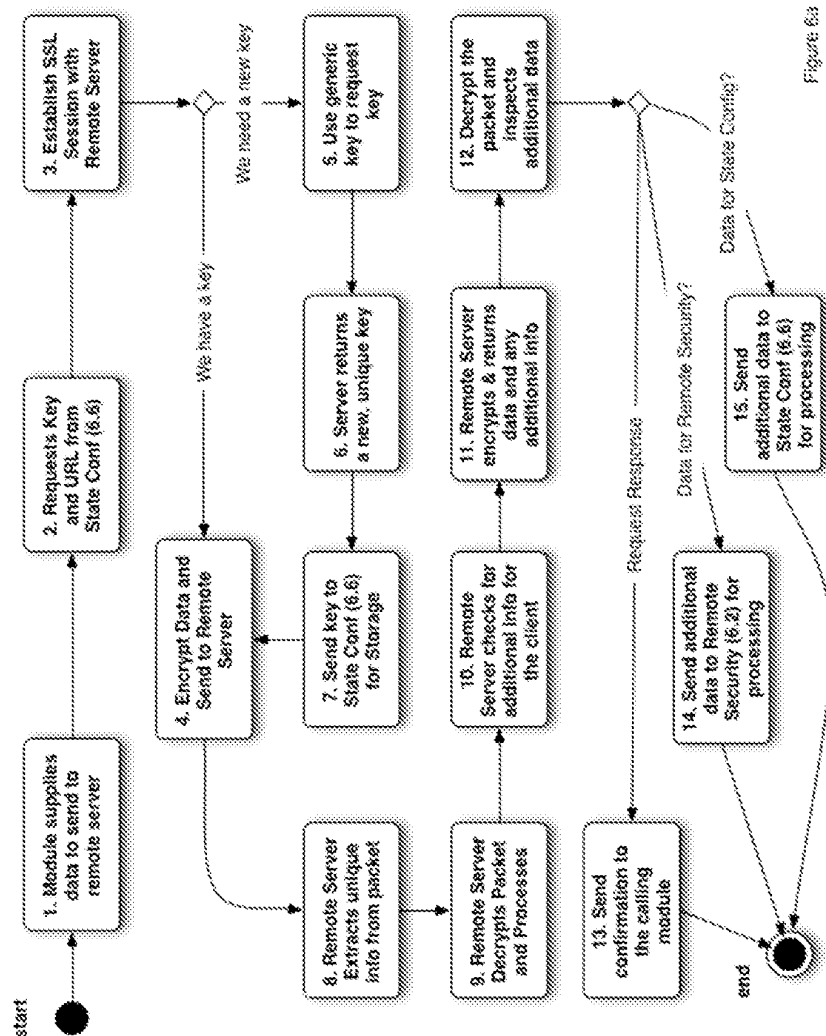 start
1. Module supplies
data to send to
remote server
2. Requests Key
and URL from
State Conf (6.6)
3. Establish SSL
Session with
Remote Server
We have a key
We need a new key
4. Encrypt Data and
Send to Remote
Server
5. Use generic
key to request
key
6. Server returns
a new, unique key
7. Send key to
State Conf (6.6)
for Storage
8. Remote Server
Extracts unique
info from packet
9. Remote Server
Decrypts Packet
and Processes
10. Remote
Server checks for
additional info for
the client
11. Remote Server
encrypts & returns
data and any
additional info
12. Decrypt the
packet and
inspects
additional data
Request Response
Data for Remote Security?
Data for State Config?
13. Send
confirmation to
the calling
module
14. Send additional
data to Remote
Security (6.2) for
processing
15. Send
additional data to
State Conf (6.6)
for processing
end
Figure 6a